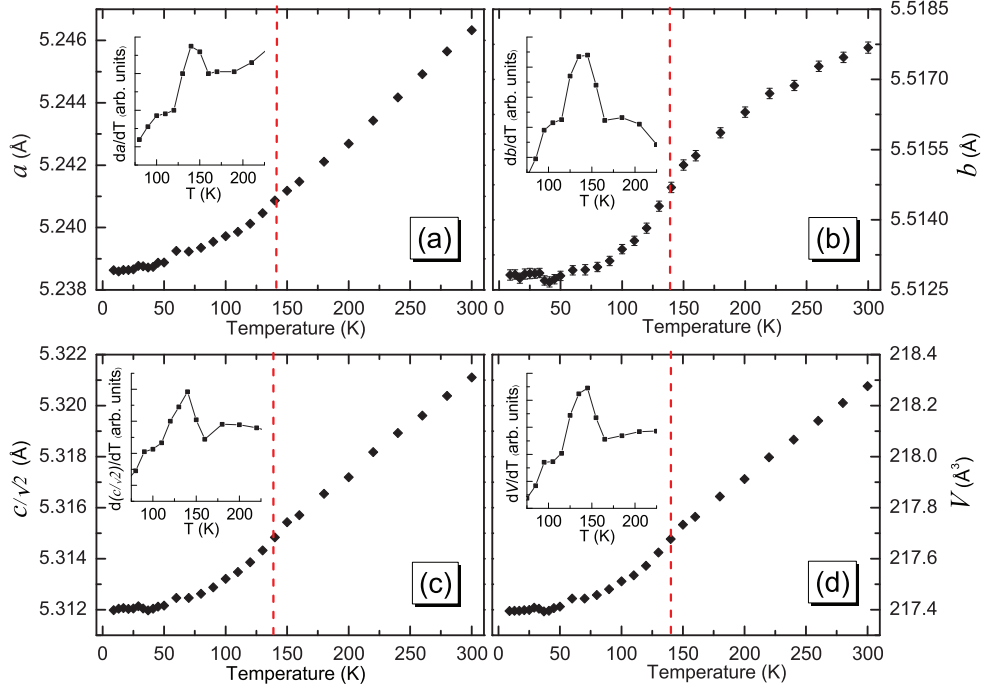 5.246
5.244
5.242
5.240
5.238
a (Å)
da/dT (arb. units)
100 150 200
T (K)
(a)
0 50 100 150 200 250 300
Temperature (K)
5.5185
5.5170
5.5155
5.5140
5.5125
b (Å)
db/dT (arb. units)
100 150 200
T (K)
(b)
0 50 100 150 200 250 300
Temperature (K)
5.322
5.320
5.318
5.316
5.314
5.312
c/√2 (Å)
d(c/√2)/dT (arb. units)
100 150 200
T (K)
(c)
0 50 100 150 200 250 300
Temperature (K)
218.4
218.2
218.0
217.8
217.6
217.4
V (Å³)
dV/dT (arb. units)
100 150 200
T (K)
(d)
0 50 100 150 200 250 300
Temperature (K)